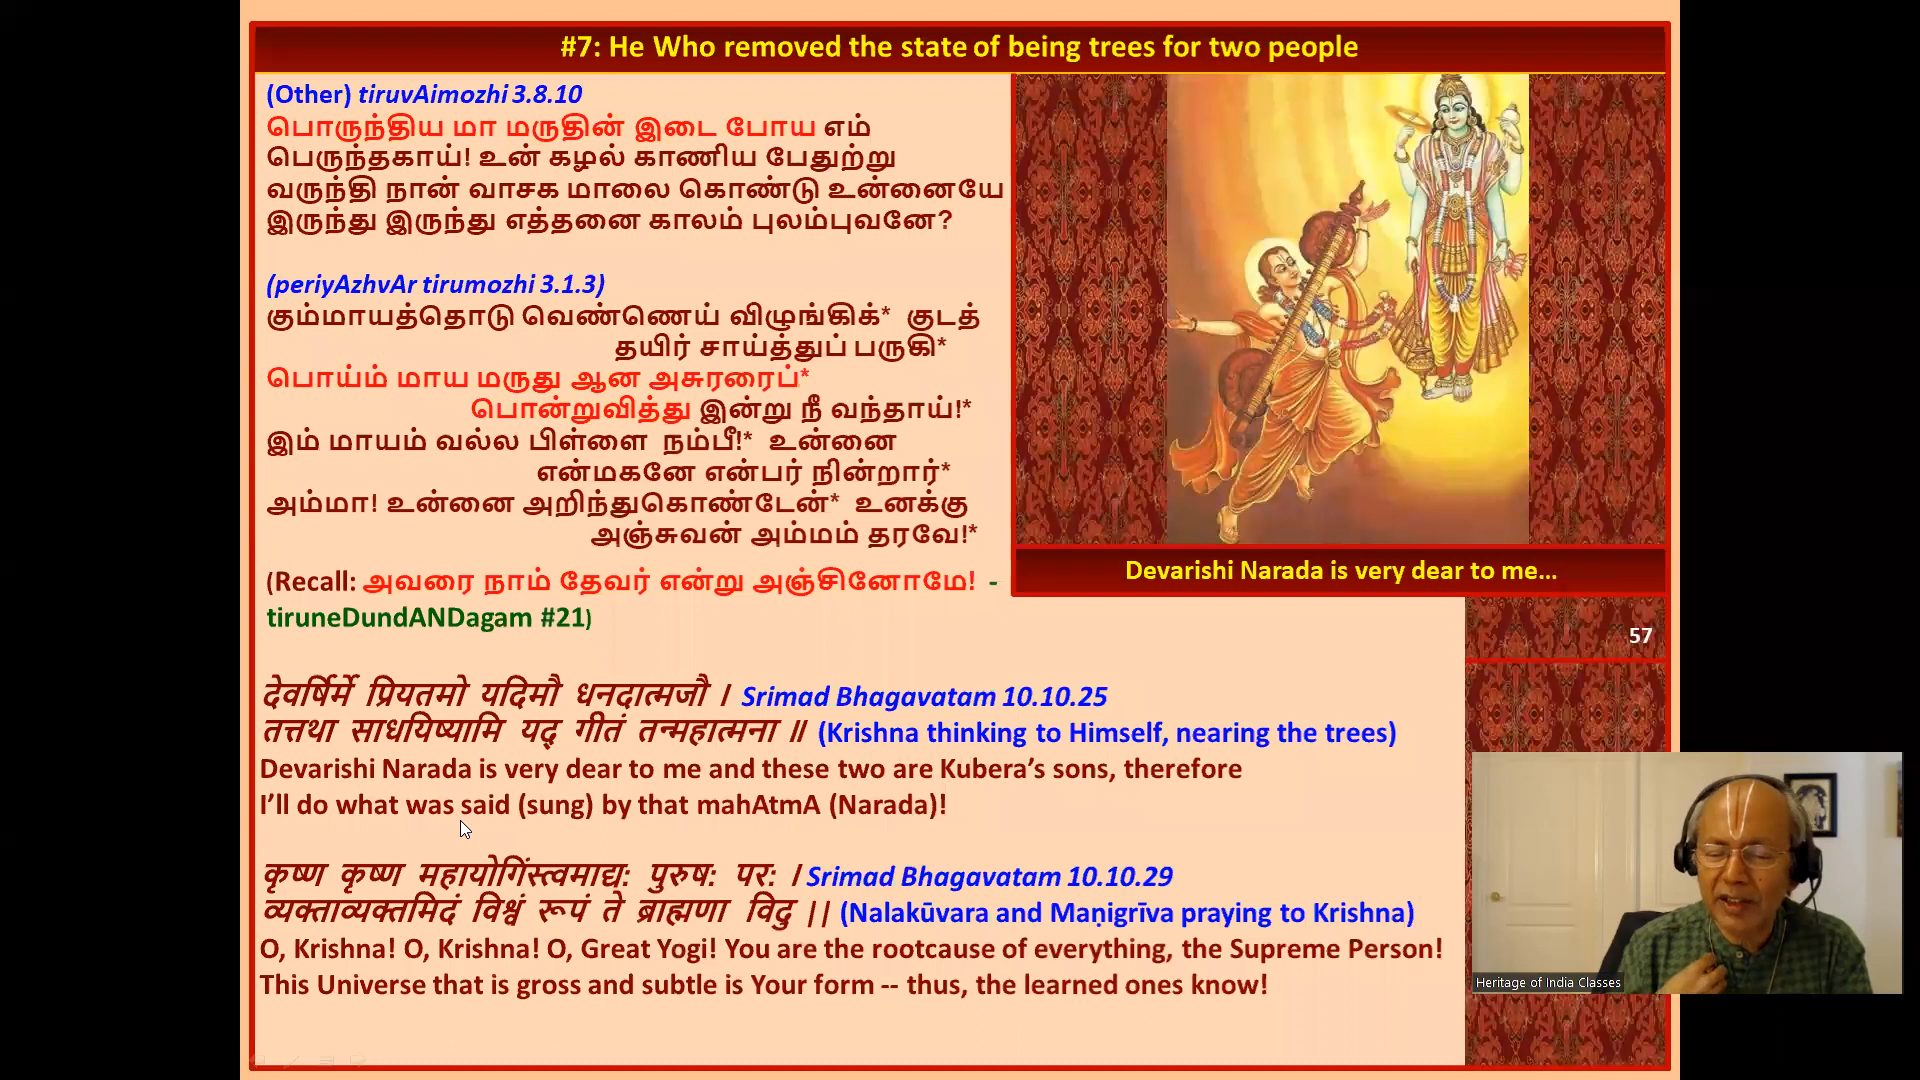 #7: He Who removed the state of being trees for two people
(Other) tiruvAimozhi 3.8.10
பொருந்திய மா மருதின் இடை போய எம்
பெருந்தகாய்! உன் கழல் காணிய பேதுற்று
வருந்தி நான் வாசக மாலை கொண்டு உன்னையே
இருந்து இருந்து எத்தனை காலம் புலம்புவனே?
(periyAzhvAr tirumozhi 3.1.3)
கும்மாயத்தொடு வெண்ணெய் விழுங்கிக்* குடத்
தயிர் சாய்த்துப் பருகி*
பொய்ம் மாய மருது ஆன அசுரரைப்*
பொன்றுவித்து இன்று நீ வந்தாய்!*
இம் மாயம் வல்ல பிள்ளை நம்பீ!* உன்னை
என்மகனே என்பர் நின்றார்*
அம்மா! உன்னை அறிந்துகொண்டேன்* உனக்கு
அஞ்சுவன் அம்மம் தரவே!*
(Recall: அவரை நாம் தேவர் என்று அஞ்சினோமே! -
tiruneDundANDagam #21)
Devarishi Narada is very dear to me...
57
देवर्षिर्मे प्रियतमो यदिमौ धनदात्मजौ । Srimad Bhagavatam 10.10.25
तत्तथा साधयिष्यामि यद् गीतं तन्महात्मना ॥ (Krishna thinking to Himself, nearing the trees)
Devarishi Narada is very dear to me and these two are Kubera’s sons, therefore
I’ll do what was said (sung) by that mahAtmA (Narada)!
कृष्ण कृष्ण महायोगिंस्त्वमाद्य: पुरुष: पर: । Srimad Bhagavatam 10.10.29
व्यक्ताव्यक्तमिदं विश्वं रूपं ते ब्राह्मणा विदु || (Nalakūvara and Maṇigrīva praying to Krishna)
O, Krishna! O, Krishna! O, Great Yogi! You are the rootcause of everything, the Supreme Person!
This Universe that is gross and subtle is Your form -- thus, the learned ones know!
Heritage of India Classes